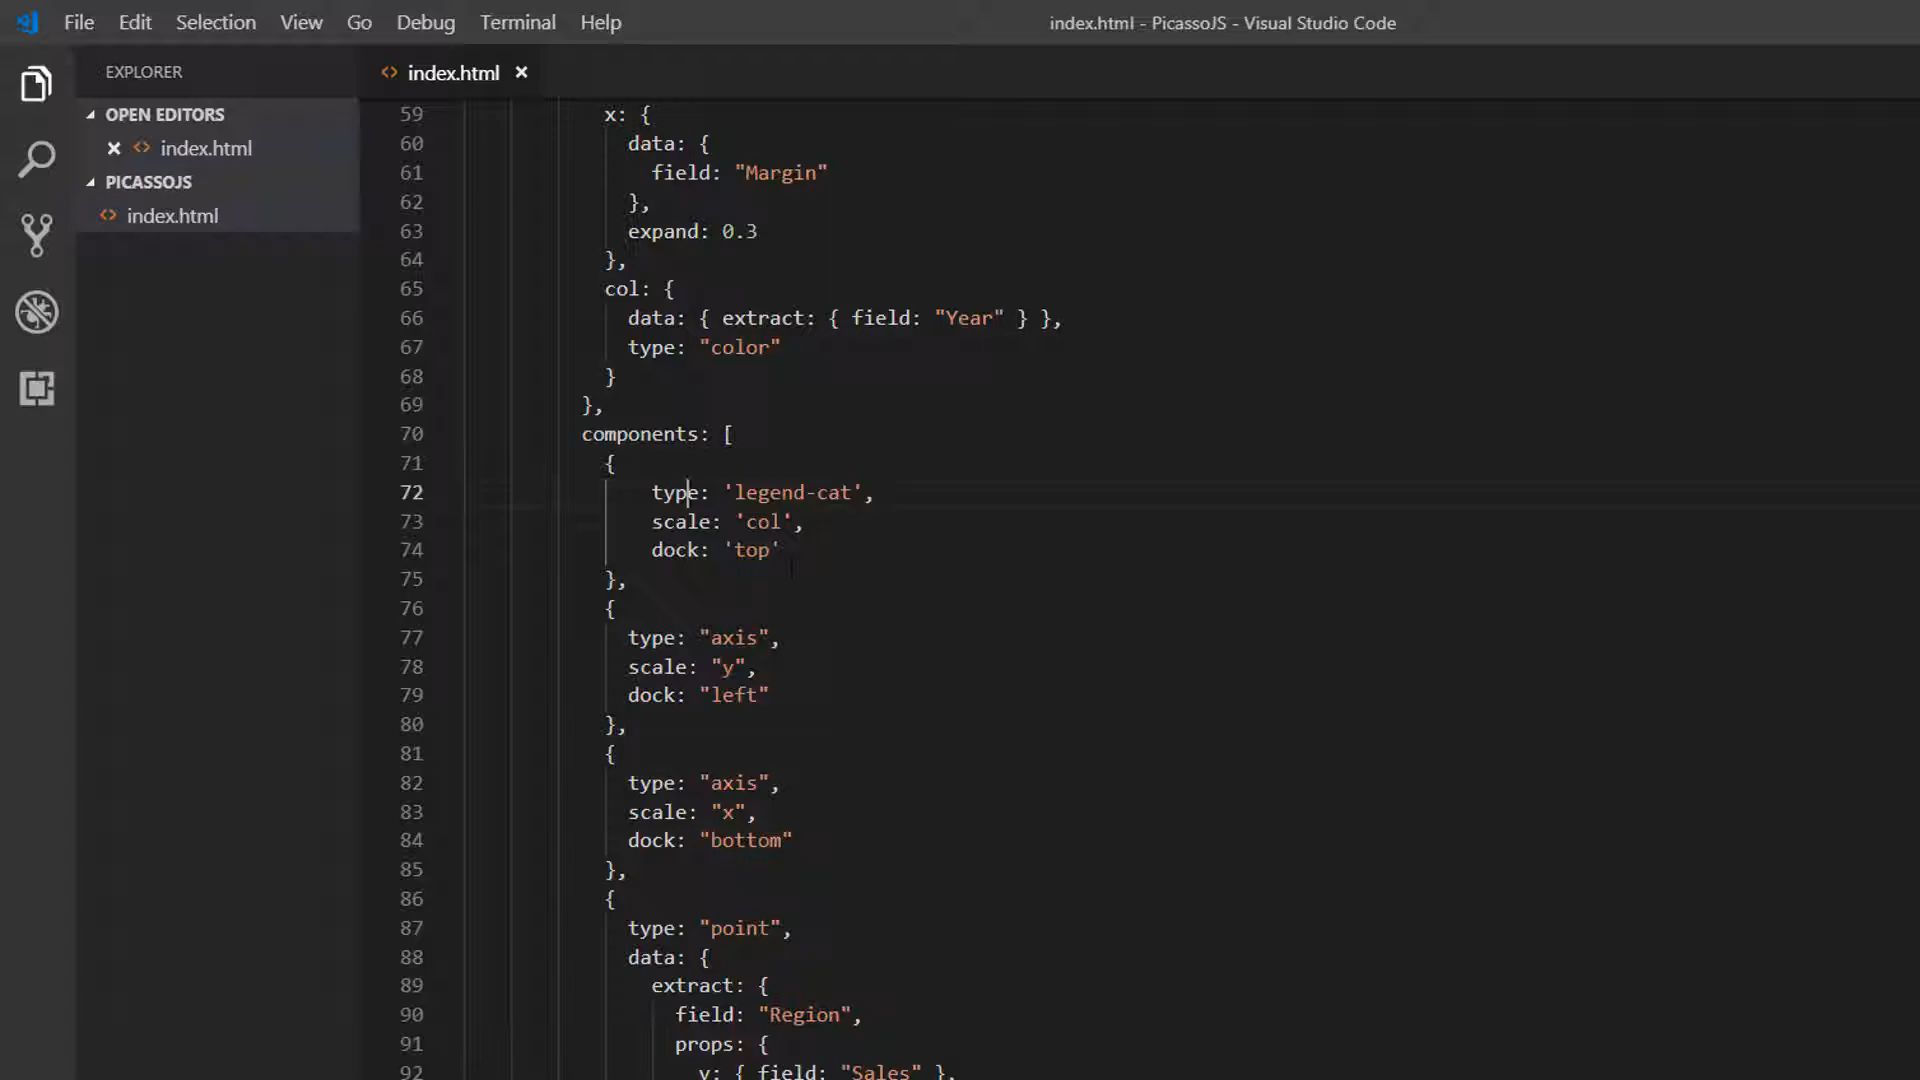 File Edit Selection View Go Debug Terminal Help
index.html - PicassoJS - Visual Studio Code
EXPLORER
OPEN EDITORS
index.html
PICASSOJS
index.html
index.html
59 x: {
60 data: {
61 field: "Margin"
62 },
63 expand: 0.3
64 },
65 col: {
66 data: { extract: { field: "Year" } },
67 type: "color"
68 }
69 },
70 components: [
71 {
72 type: 'legend-cat',
73 scale: 'col',
74 dock: 'top'
75 },
76 {
77 type: "axis",
78 scale: "y",
79 dock: "left"
80 },
81 {
82 type: "axis",
83 scale: "x",
84 dock: "bottom"
85 },
86 {
87 type: "point",
88 data: {
89 extract: {
90 field: "Region",
91 props: {
92 y: { field: "Sales" },